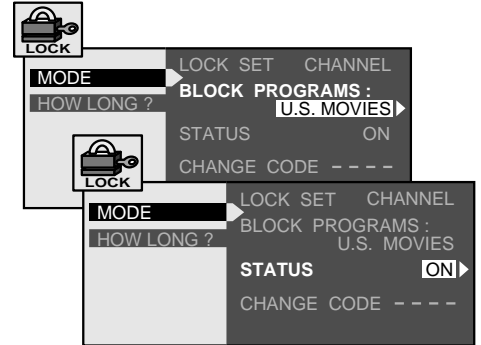 LOCK
MODE
HOW LONG ?
LOCK SET CHANNEL
BLOCK PROGRAMS :
U.S. MOVIES
STATUS ON
CHANGE CODE – – – –
LOCK
MODE
HOW LONG ?
LOCK SET CHANNEL
BLOCK PROGRAMS :
U.S. MOVIES
STATUS ON
CHANGE CODE – – – –